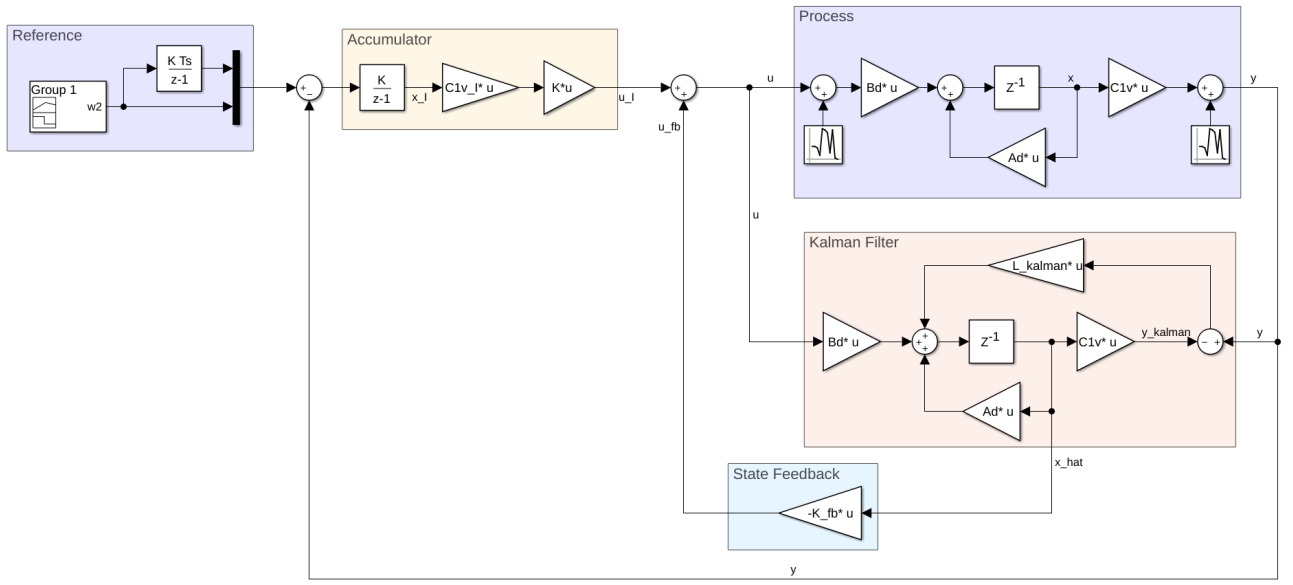 Reference
Group 1
w2
K Ts
z-1
+
−
Accumulator
K
z-1
x_I
C1v_I* u
K*u
u_I
+
+
u_fb
u
u
Process
+
+
Bd* u
+
+
Z-1
x
C1v* u
Ad* u
+
+
y
Kalman Filter
L_kalman* u
Bd* u
+
+
+
Z-1
C1v* u
y_kalman
−
+
y
Ad* u
x_hat
State Feedback
-K_fb* u
y